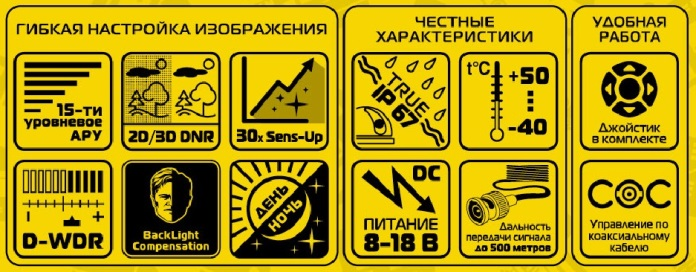 ГИБКАЯ НАСТРОЙКА ИЗОБРАЖЕНИЯ
15-ти
уровневое
АРУ
2D/3D DNR
30x Sens-Up
D-WDR
BackLight
Compensation
ДЕНЬ
НОЧЬ
ЧЕСТНЫЕ
ХАРАКТЕРИСТИКИ
TRUE
IP 67
t°C
+50
-40
DC
ПИТАНИЕ
8-18 В
Дальность
передачи сигнала
до 500 метров
УДОБНАЯ
РАБОТА
Джойстик
в комплекте
COC
Управление по
коаксиальному
кабелю